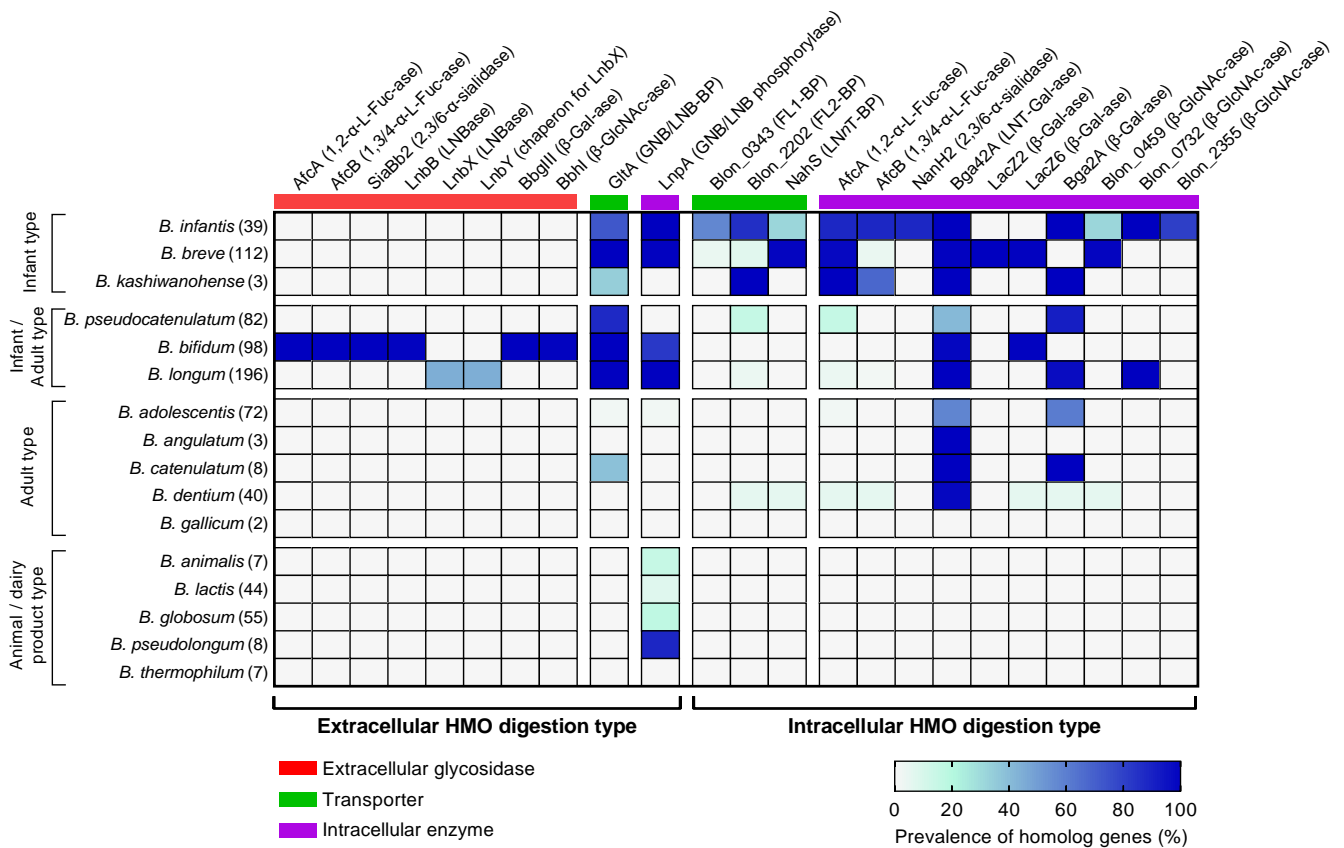 AfcA (1,2-α-L-Fuc-ase)
AfcB (1,3/4-α-L-Fuc-ase)
SiaBb2 (2,3/6-α-sialidase)
LnbB (LNBase)
LnbX (LNBase)
LnbY (chaperon for LnbX)
BbgIII (β-Gal-ase)
BbhI (β-GlcNAc-ase)
GltA (GNB/LNB-BP)
LnpA (GNB/LNB phosphorylase)
Blon_0343 (FL1-BP)
Blon_2202 (FL2-BP)
NahS (LNnT-BP)
AfcA (1,2-α-L-Fuc-ase)
AfcB (1,3/4-α-L-Fuc-ase)
NanH2 (2,3/6-α-sialidase)
Bga42A (LNT-Gal-ase)
LacZ2 (β-Gal-ase)
LacZ6 (β-Gal-ase)
Bga2A (β-Gal-ase)
Blon_0459 (β-GlcNAc-ase)
Blon_0732 (β-GlcNAc-ase)
Blon_2355 (β-GlcNAc-ase)
Infant type
B. infantis (39)
B. breve (112)
B. kashiwanohense (3)
Infant /
Adult type
B. pseudocatenulatum (82)
B. bifidum (98)
B. longum (196)
Adult type
B. adolescentis (72)
B. angulatum (3)
B. catenulatum (8)
B. dentium (40)
B. gallicum (2)
Animal / dairy
product type
B. animalis (7)
B. lactis (44)
B. globosum (55)
B. pseudolongum (8)
B. thermophilum (7)
Extracellular HMO digestion type
Intracellular HMO digestion type
Extracellular glycosidase
Transporter
Intracellular enzyme
0 20 40 60 80 100
Prevalence of homolog genes (%)